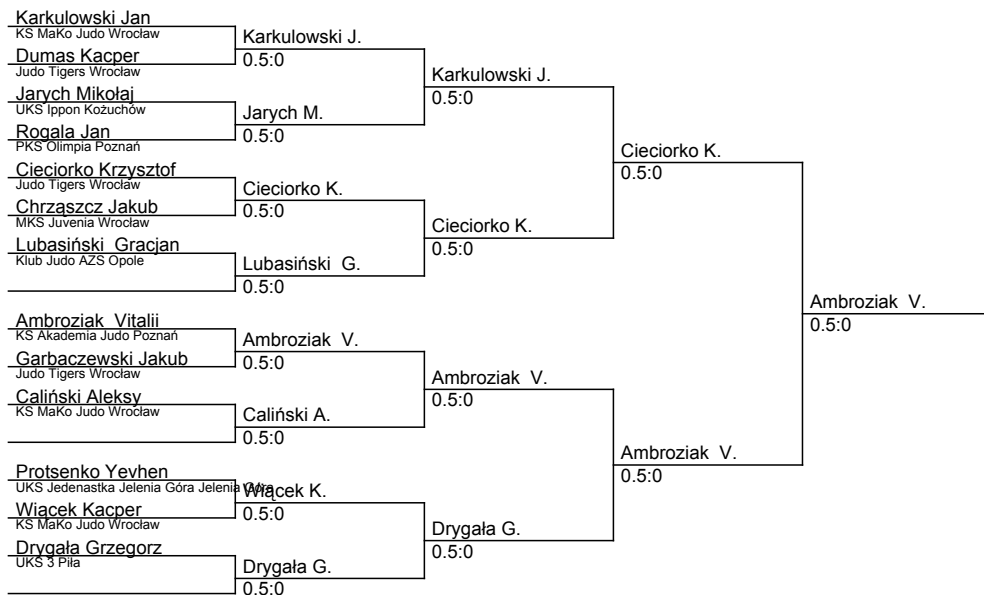 Karkulowski Jan
KS MaKo Judo Wrocław
Karkulowski J.
0.5:0
Dumas Kacper
Judo Tigers Wrocław
Karkulowski J.
0.5:0
Jarych Mikołaj
UKS Ippon Kożuchów
Jarych M.
0.5:0
Rogala Jan
PKS Olimpia Poznań
Cieciorko K.
0.5:0
Cieciorko Krzysztof
Judo Tigers Wrocław
Cieciorko K.
0.5:0
Chrząszcz Jakub
MKS Juvenia Wrocław
Cieciorko K.
0.5:0
Lubasiński  Gracjan
Klub Judo AZS Opole
Lubasiński  G.
0.5:0
Ambroziak  V.
0.5:0
Ambroziak  Vitalii
KS Akademia Judo Poznań
Ambroziak  V.
0.5:0
Garbaczewski Jakub
Judo Tigers Wrocław
Ambroziak  V.
0.5:0
Caliński Aleksy
KS MaKo Judo Wrocław
Caliński A.
0.5:0
Ambroziak  V.
0.5:0
Protsenko Yevhen
UKS Jedenastka Jelenia Góra Jelenia Góra
Wiącek K.
0.5:0
Wiącek Kacper
KS MaKo Judo Wrocław
Drygała G.
0.5:0
Drygała Grzegorz
UKS 3 Piła
Drygała G.
0.5:0